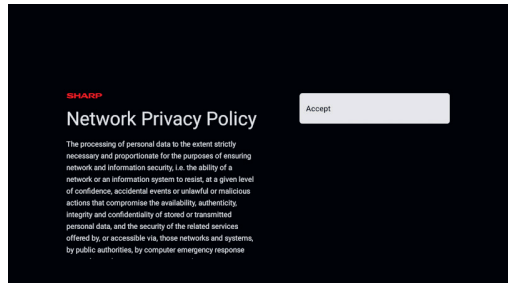 SHARP
Network Privacy Policy
The processing of personal data to the extent strictly
necessary and proportionate for the purposes of ensuring
network and information security, i.e. the ability of a
network or an information system to resist, at a given level
of confidence, accidental events or unlawful or malicious
actions that compromise the availability, authenticity,
integrity and confidentiality of stored or transmitted
personal data, and the security of the related services
offered by, or accessible via, those networks and systems,
by public authorities, by computer emergency response
Accept